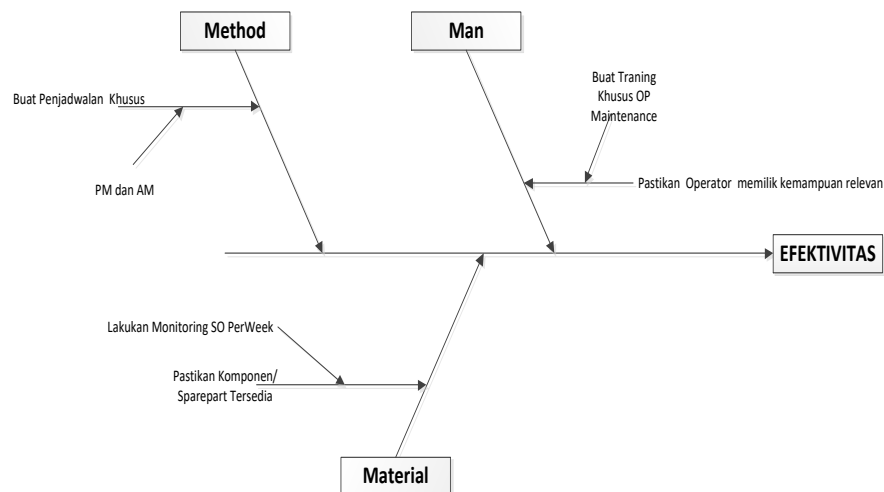 Method
Man
Buat Penjadwalan Khusus
PM dan AM
Buat Traning
Khusus OP
Maintenance
Pastikan Operator memilik kemampuan relevan
EFEKTIVITAS
Lakukan Monitoring SO PerWeek
Pastikan Komponen/
Sparepart Tersedia
Material